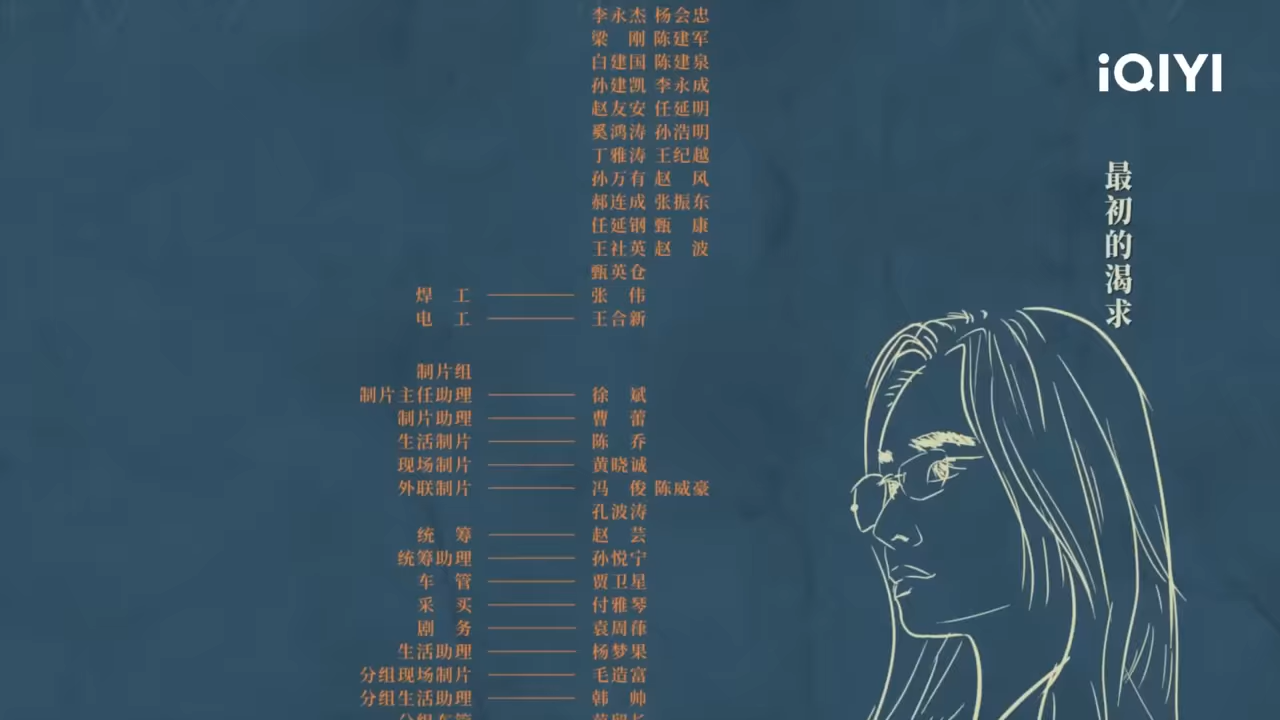 李永杰 杨会忠
梁 刚 陈建军
白建国 陈建泉
孙建凯 李永成
赵友安 任延明
奚鸿涛 孙浩明
丁雅涛 王纪越
孙万有 赵 风
郝连成 张振东
任延钢 甄 康
王社英 赵 波
甄英仓
焊 工 张 伟
电 工 王合新
制片组
制片主任助理 徐 斌
制片助理 曹 蕾
生活制片 陈 乔
现场制片 黄晓诚
外联制片 冯 俊 陈威豪
孔波涛
统 筹 赵 芸
统筹助理 孙悦宁
车 管 贾卫星
采 买 付雅琴
剧 务 袁周葎
生活助理 杨梦果
分组现场制片 毛造富
分组生活助理 韩 帅
iQIYI
最初的渴求